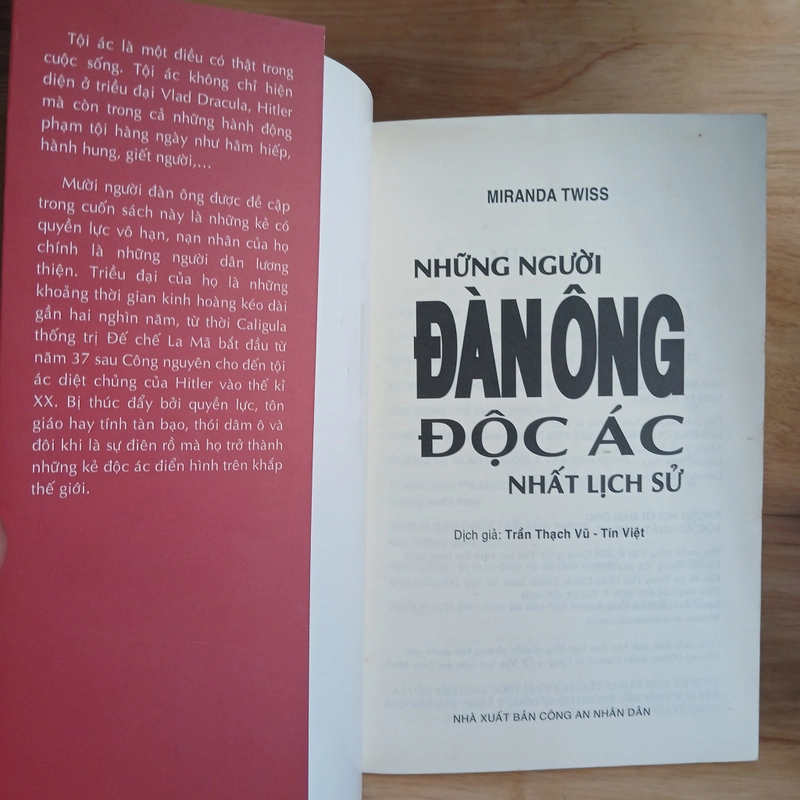 Tội ác là một điều có thật trong
cuộc sống. Tội ác không chỉ hiện
diện ở triều đại Vlad Dracula, Hitler
mà còn trong cả những hành động
phạm tội hàng ngày như hãm hiếp,
hành hung, giết người,...
Mười người đàn ông được đề cập
trong cuốn sách này là những kẻ có
quyền lực vô hạn, nạn nhân của họ
chính là những người dân lương
thiện. Triều đại của họ là những
khoảng thời gian kinh hoàng kéo dài
gần hai nghìn năm, từ thời Caligula
thống trị Đế chế La Mã bắt đầu từ
năm 37 sau Công nguyên cho đến tội
ác diệt chủng của Hitler vào thế kỉ
XX. Bị thúc đẩy bởi quyền lực, tôn
giáo hay tính tàn bạo, thói dâm ô và
đôi khi là sự điên rồ mà họ trở thành
những kẻ độc ác điển hình trên khắp
thế giới.
MIRANDA TWISS
NHỮNG NGƯỜI
ĐÀN ÔNG
ĐỘC ÁC
NHẤT LỊCH SỬ
Dịch giả: Trần Thạch Vũ - Tín Việt
NHÀ XUẤT BẢN CÔNG AN NHÂN DÂN